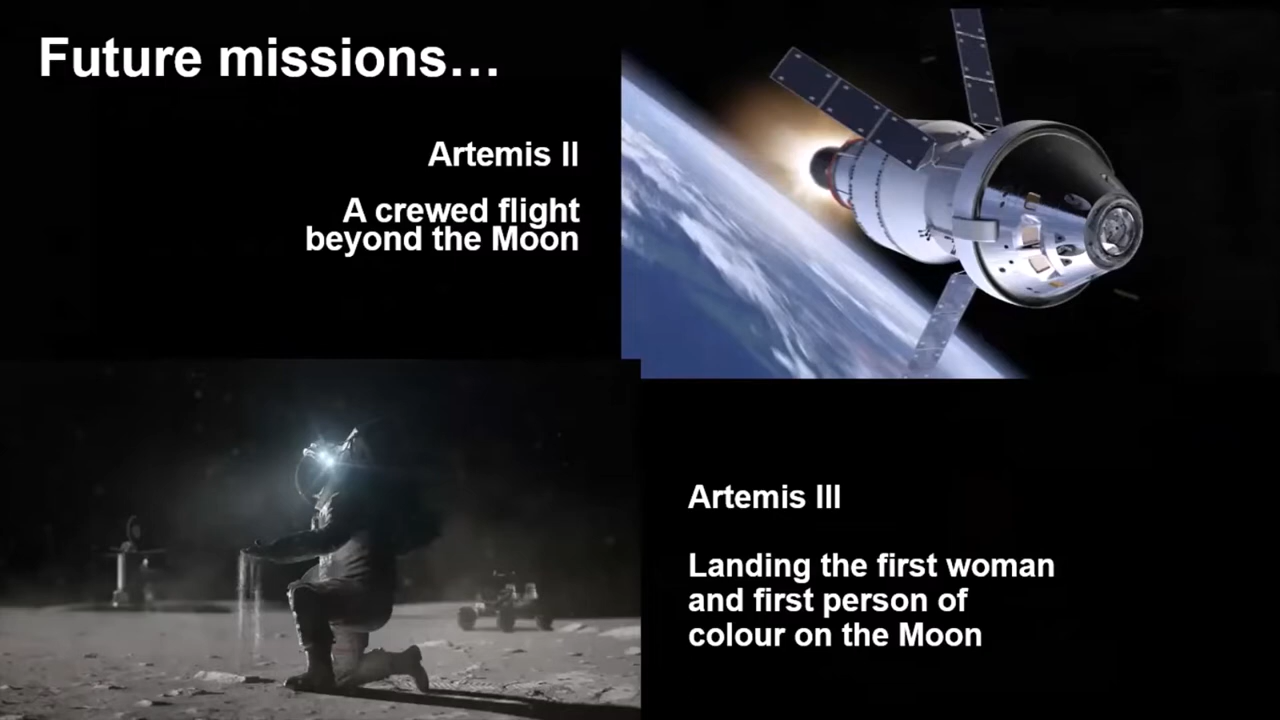 Future missions…
Artemis II
A crewed flight
beyond the Moon
Artemis III
Landing the first woman
and first person of
colour on the Moon